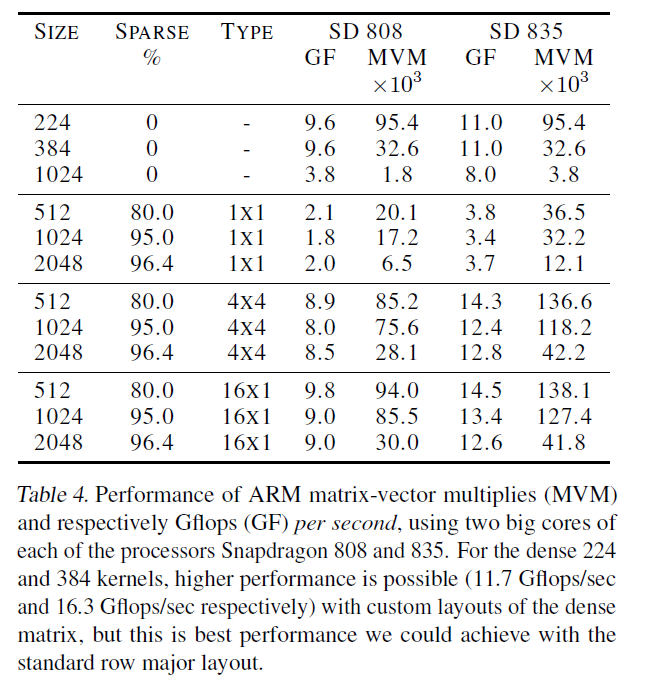 SIZE SPARSE TYPE SD 808 SD 835
% GF MVM GF MVM
×10³ ×10³
224 0 - 9.6 95.4 11.0 95.4
384 0 - 9.6 32.6 11.0 32.6
1024 0 - 3.8 1.8 8.0 3.8
512 80.0 1X1 2.1 20.1 3.8 36.5
1024 95.0 1X1 1.8 17.2 3.4 32.2
2048 96.4 1X1 2.0 6.5 3.7 12.1
512 80.0 4X4 8.9 85.2 14.3 136.6
1024 95.0 4X4 8.0 75.6 12.4 118.2
2048 96.4 4X4 8.5 28.1 12.8 42.2
512 80.0 16X1 9.8 94.0 14.5 138.1
1024 95.0 16X1 9.0 85.5 13.4 127.4
2048 96.4 16X1 9.0 30.0 12.6 41.8
Table 4. Performance of ARM matrix-vector multiplies (MVM)
and respectively Gflops (GF) per second, using two big cores of
each of the processors Snapdragon 808 and 835. For the dense 224
and 384 kernels, higher performance is possible (11.7 Gflops/sec
and 16.3 Gflops/sec respectively) with custom layouts of the dense
matrix, but this is best performance we could achieve with the
standard row major layout.